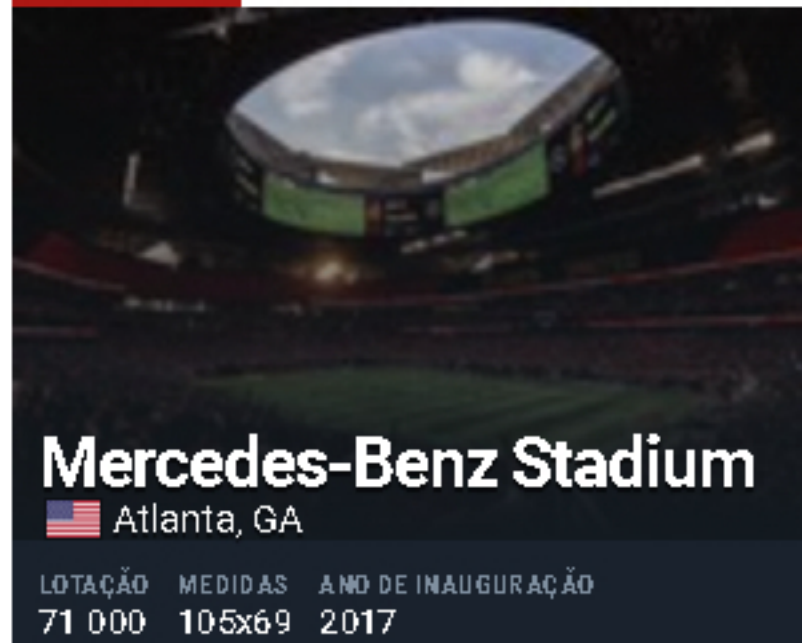 Mercedes-Benz Stadium
Atlanta, GA
LOTAÇÃO MEDIDAS ANO DE INAUGURAÇÃO
71 000 105x69 2017